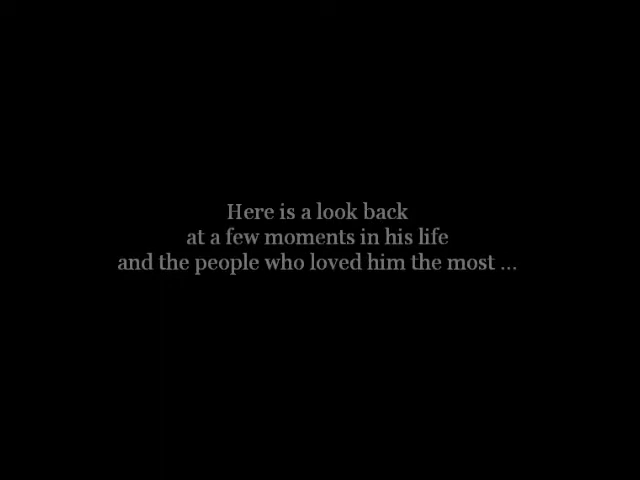 Here is a look back
at a few moments in his life
and the people who loved him the most ...